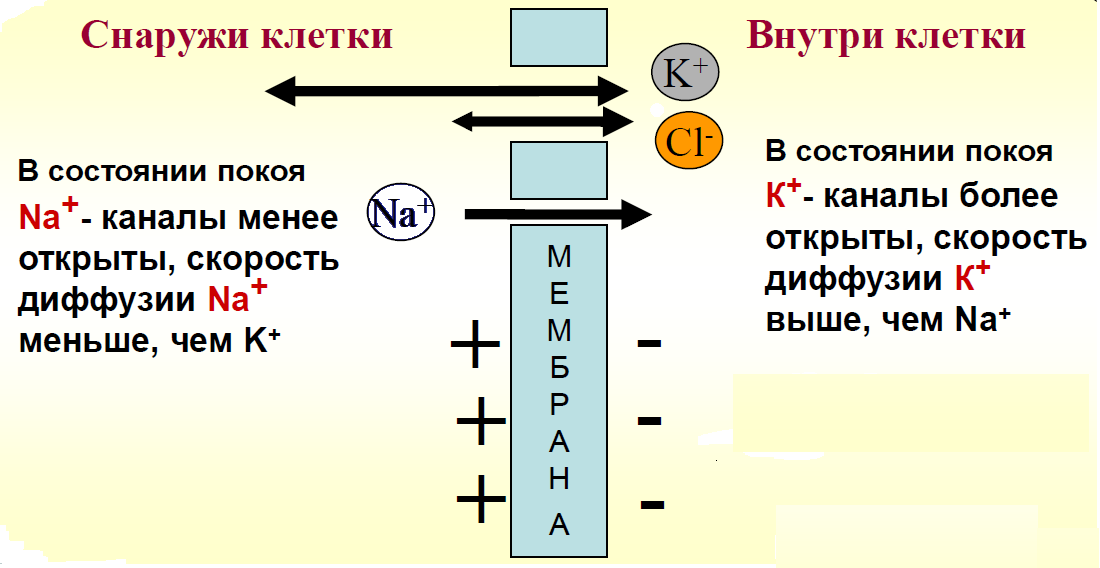 Снаружи клетки
Внутри клетки
K+
Cl-
В состоянии покоя
Na+- каналы менее
открыты, скорость
диффузии Na+
меньше, чем K+
Na+
В состоянии покоя
К+- каналы более
открыты, скорость
диффузии К+
выше, чем Na+
М
Е
М
Б
Р
А
Н
А
+ -
+ -
+ -